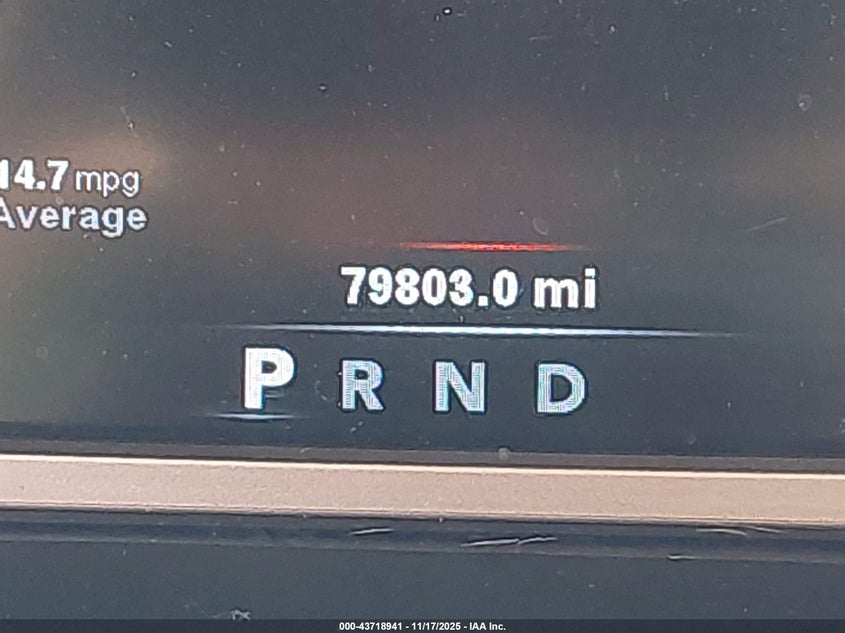 14.7 mpg
Average
79803.0 mi
P R N D
000-43718941 - 11/17/2025 - IAA Inc.